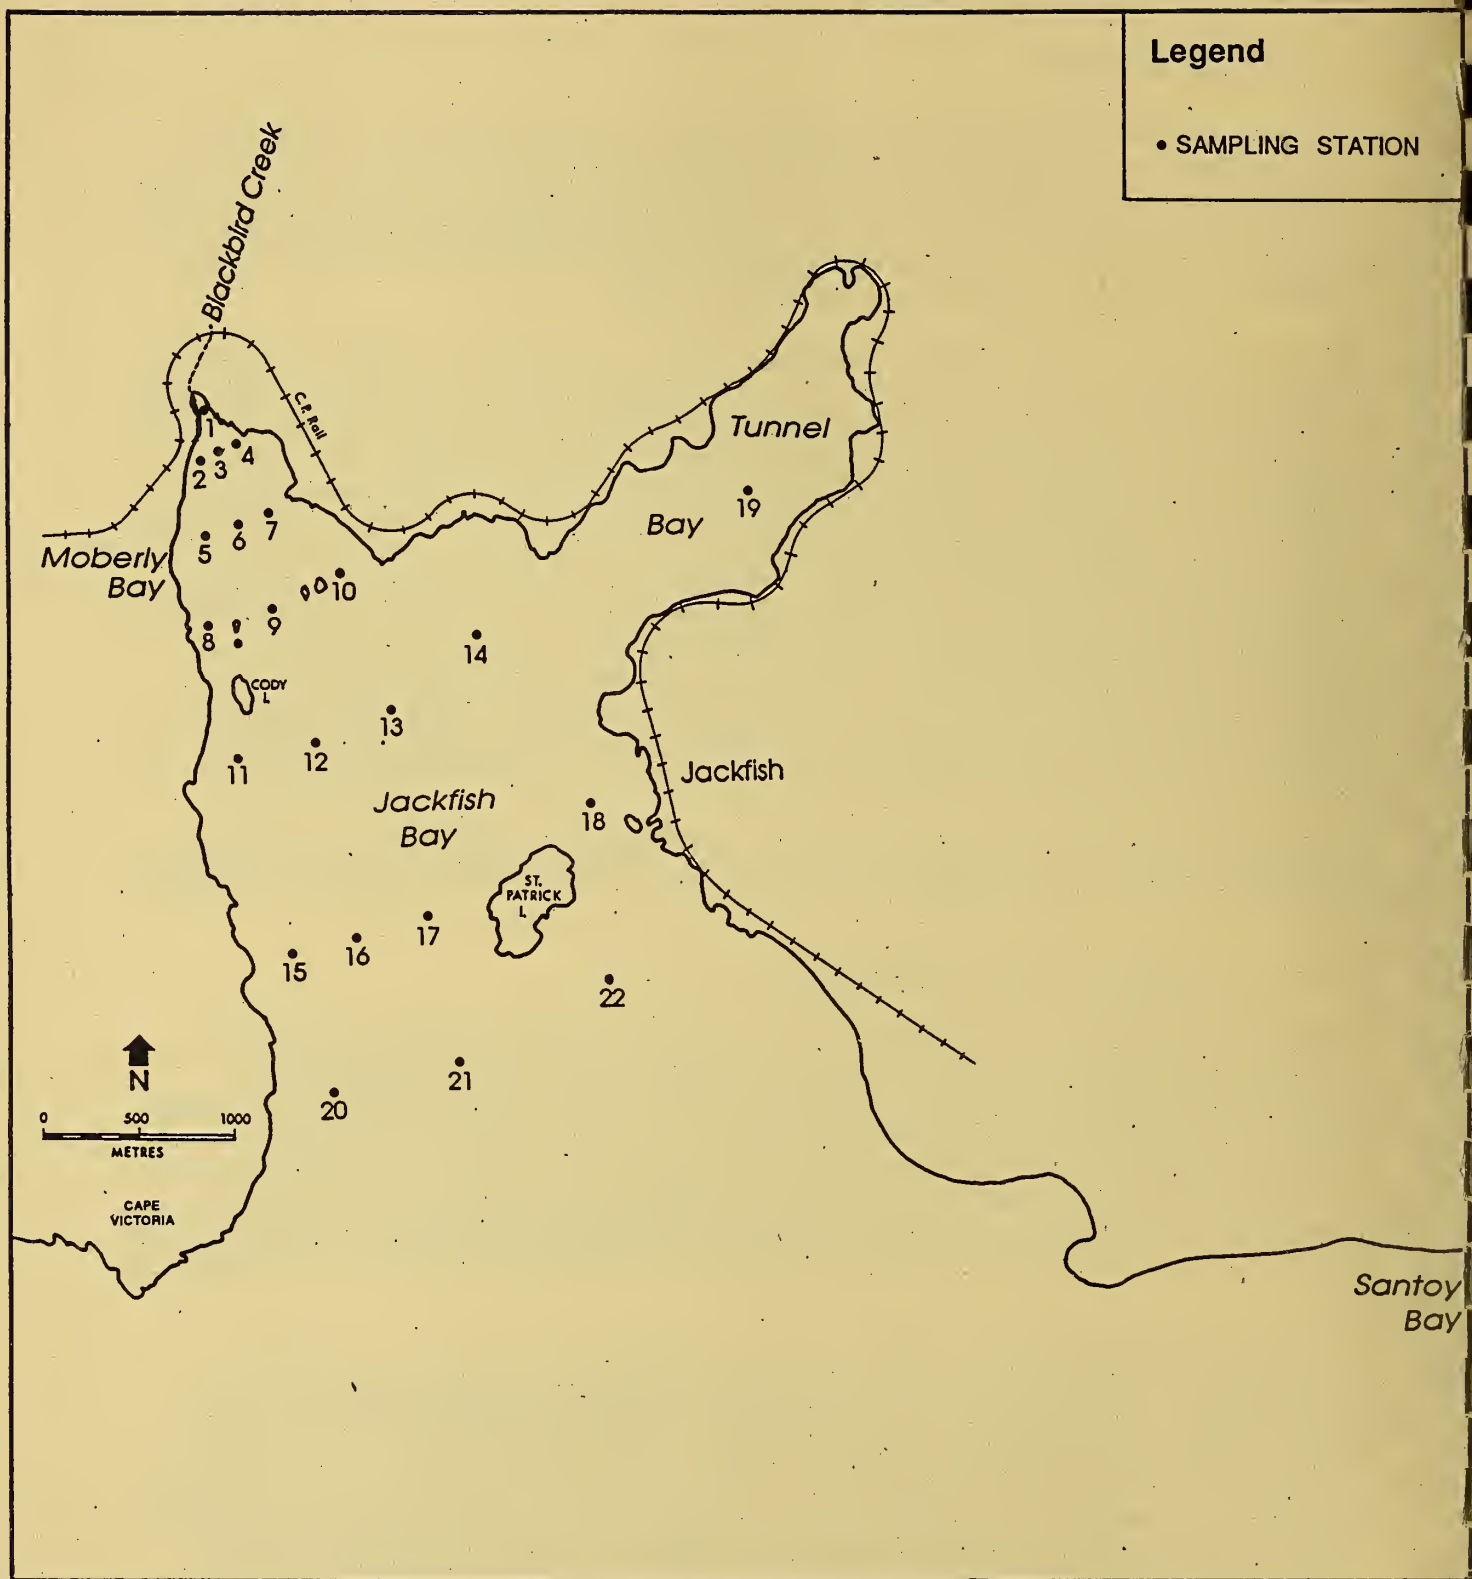 Legend
• SAMPLING STATION
Blackbird Creek
C.P. Rail
1
2
3
4
Tunnel
Bay
19
5
6
7
Moberly
Bay
10
8
9
14
CODY
I.
13
12
11
Jackfish
Jackfish
Bay
18
ST.
PATRICK
I.
17
16
15
22
21
20
N
0 500 1000
METRES
CAPE
VICTORIA
Santoy
Bay